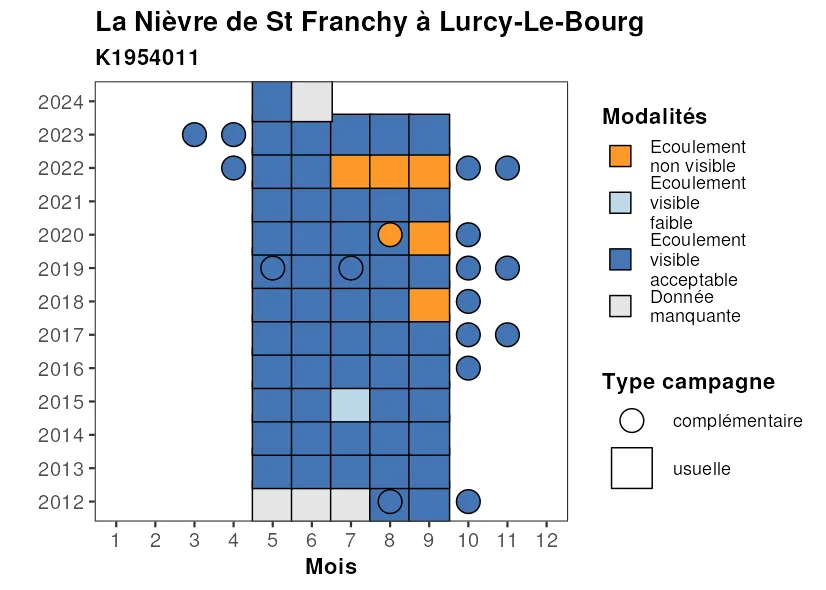 La Nièvre de St Franchy à Lurcy-Le-Bourg
K1954011
2024
2023
2022
2021
2020
2019
2018
2017
2016
2015
2014
2013
2012
1 2 3 4 5 6 7 8 9 10 11 12
Mois
Modalités
Ecoulement
non visible
Ecoulement
visible
faible
Ecoulement
visible
acceptable
Donnée
manquante
Type campagne
complémentaire
usuelle